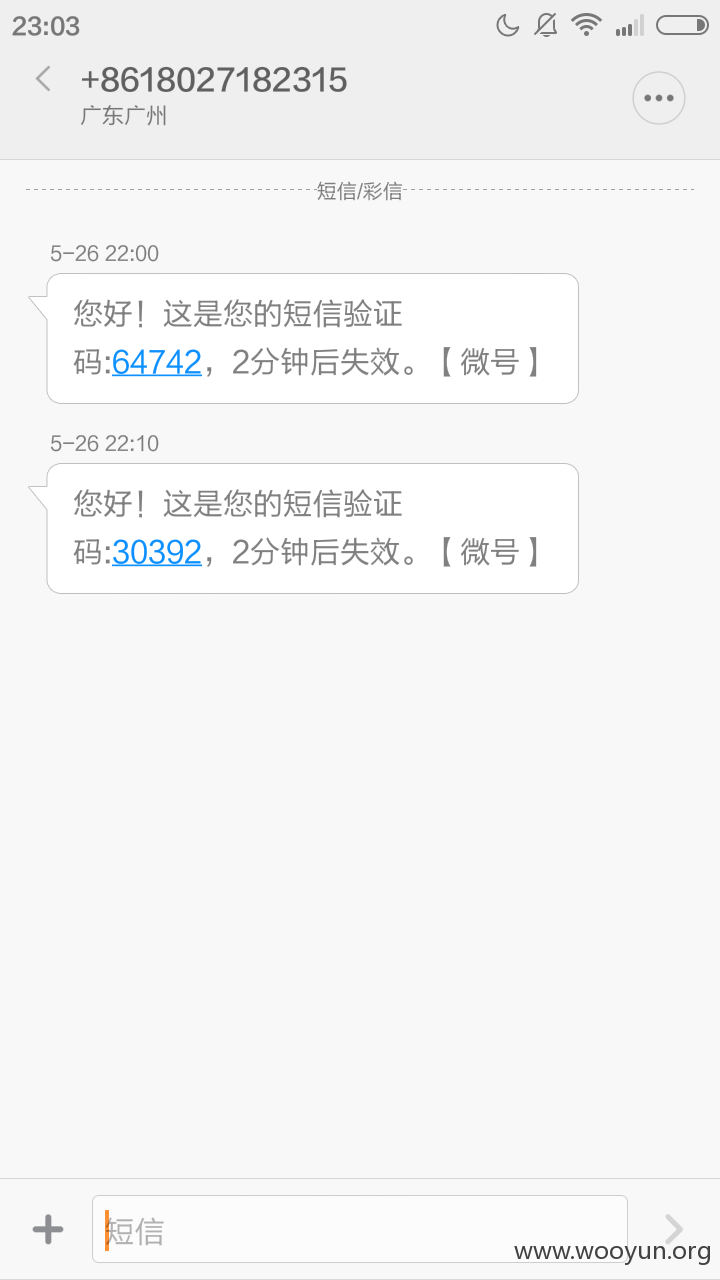 23:03
+8618027182315
广东广州
短信/彩信
5-26 22:00
您好！这是您的短信验证
码:64742，2分钟后失效。【 微号 】
5-26 22:10
您好！这是您的短信验证
码:30392，2分钟后失效。【 微号 】
短信
www.wooyun.org